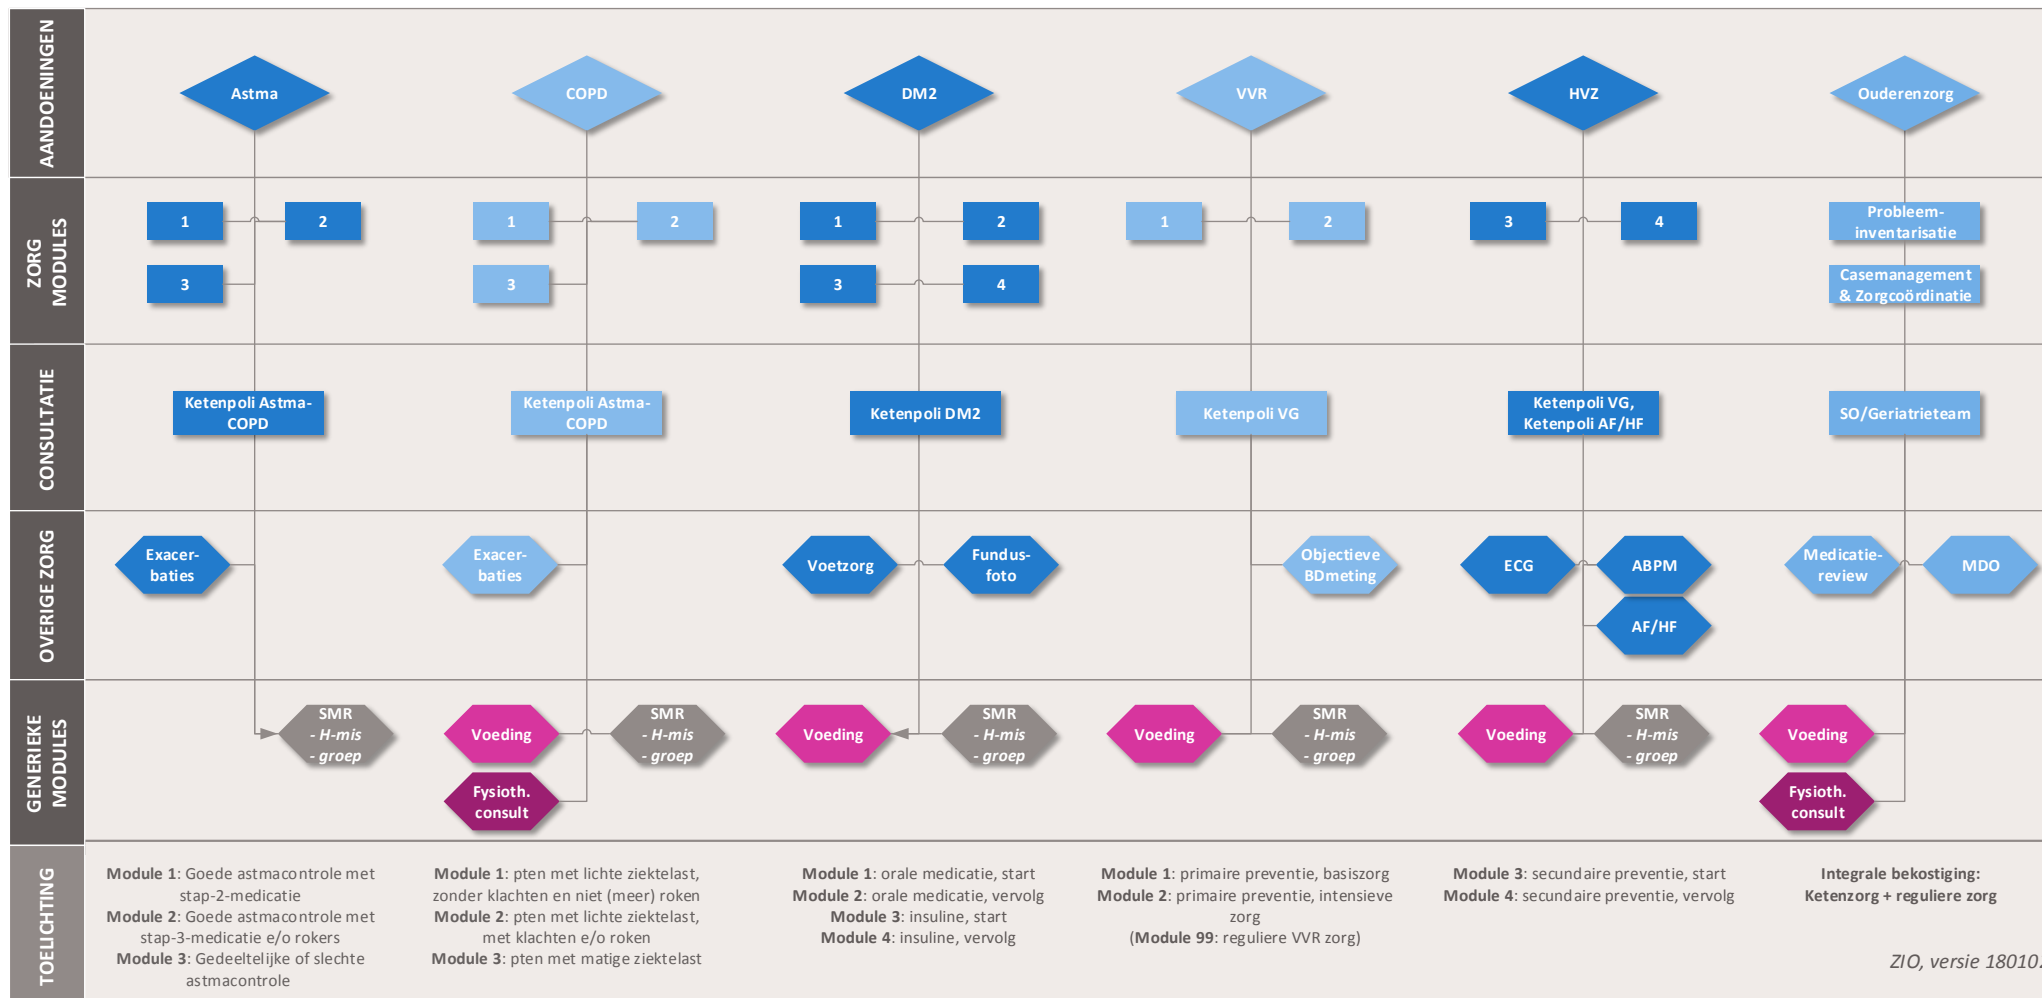 AANDOENINGEN
Astma
COPD
DM2
VVR
HVZ
Ouderenzorg
ZORG
MODULES
1
2
1
2
1
2
1
2
3
4
Probleem-
inventarisatie
3
3
3
4
Casemanagement
& Zorgcoördinatie
CONSULTATIE
Ketenpoli Astma-
COPD
Ketenpoli Astma-
COPD
Ketenpoli DM2
Ketenpoli VG
Ketenpoli VG,
Ketenpoli AF/HF
SO/Geriatrieteam
OVERIGE ZORG
Exacer-
baties
Exacer-
baties
Voetzorg
Fundus-
foto
Objectieve
BDmeting
ECG
ABPM
AF/HF
Medicatie-
review
MDO
GENERIEKE
MODULES
SMR
- H-mis
- groep
Voeding
SMR
- H-mis
- groep
Fysioth.
consult
Voeding
SMR
- H-mis
- groep
Voeding
SMR
- H-mis
- groep
Voeding
SMR
- H-mis
- groep
Voeding
Fysioth.
consult
TOELICHTING
Module 1: Goede astmacontrole met
stap-2-medicatie
Module 2: Goede astmacontrole met
stap-3-medicatie e/o rokers
Module 3: Gedeeltelijke of slechte
astmacontrole
Module 1: pten met lichte ziektelast,
zonder klachten en niet (meer) roken
Module 2: pten met lichte ziektelast,
met klachten e/o roken
Module 3: pten met matige ziektelast
Module 1: orale medicatie, start
Module 2: orale medicatie, vervolg
Module 3: insuline, start
Module 4: insuline, vervolg
Module 1: primaire preventie, basiszorg
Module 2: primaire preventie, intensieve
zorg
(Module 99: reguliere VVR zorg)
Module 3: secundaire preventie, start
Module 4: secundaire preventie, vervolg
Integrale bekostiging:
Ketenzorg + reguliere zorg
ZIO, versie 18010